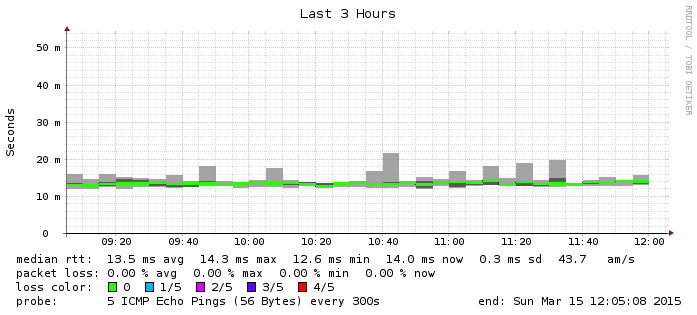 Last 3 Hours
RRDTOOL / TOBI OETIKER
Seconds
50 m
40 m
30 m
20 m
10 m
0
09:20 09:40 10:00 10:20 10:40 11:00 11:20 11:40 12:00
median rtt: 13.5 ms avg 14.3 ms max 12.6 ms min 14.0 ms now 0.3 ms sd 43.7 am/s
packet loss: 0.00 % avg 0.00 % max 0.00 % min 0.00 % now
loss color: 0 1/5 2/5 3/5 4/5
probe: 5 ICMP Echo Pings (56 Bytes) every 300s end: Sun Mar 15 12:05:08 2015